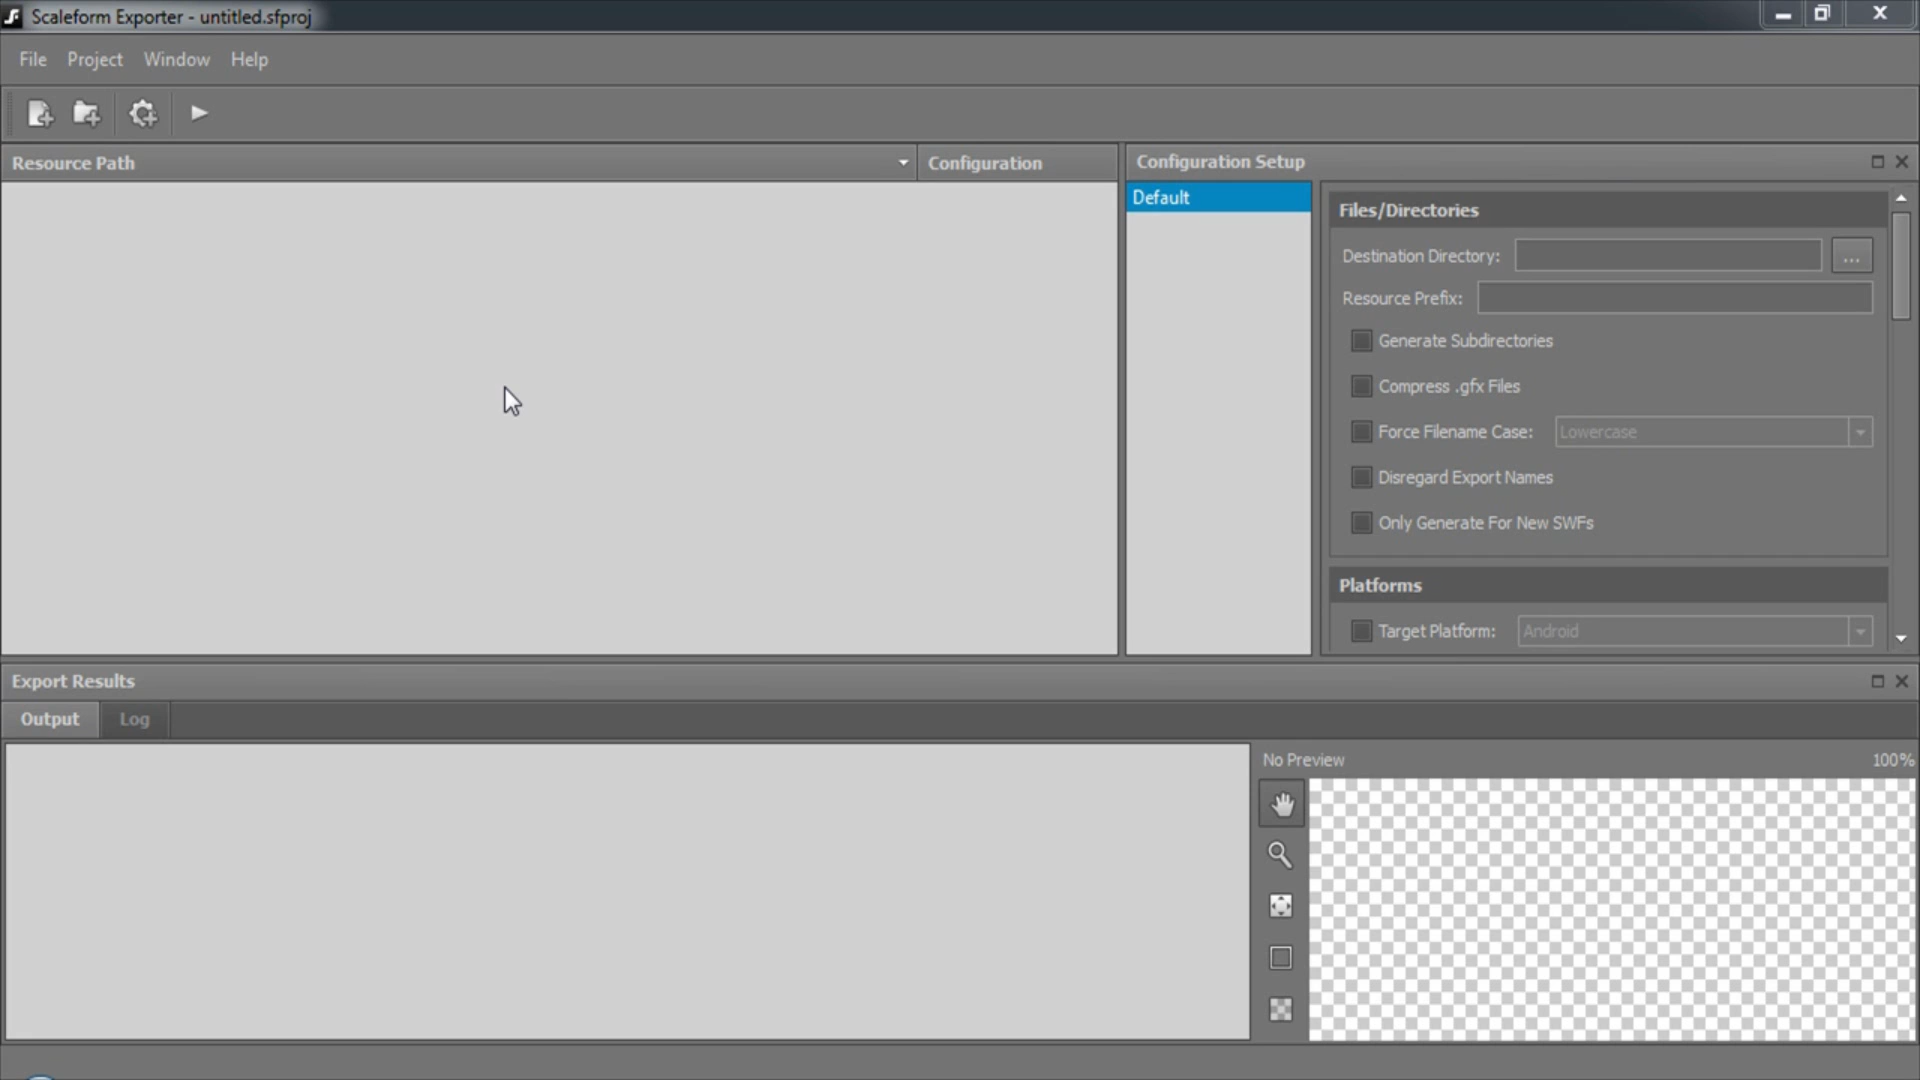 Scaleform Exporter - untitled.sfproj
File Project Window Help
Resource Path
Configuration
Configuration Setup
Default
Files/Directories
Destination Directory:
...
Resource Prefix:
Generate Subdirectories
Compress .gfx Files
Force Filename Case: Lowercase
Disregard Export Names
Only Generate For New SWFs
Platforms
Target Platform: Android
Export Results
Output Log
No Preview 100%